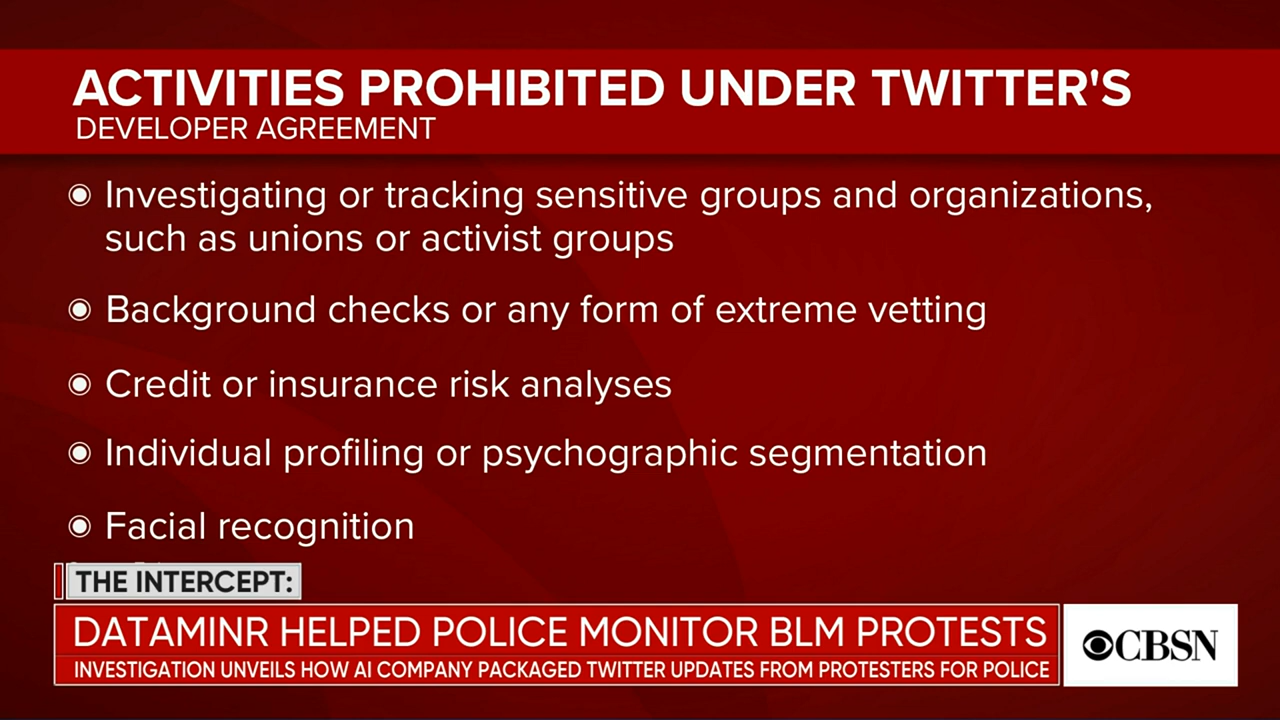 ACTIVITIES PROHIBITED UNDER TWITTER'S
DEVELOPER AGREEMENT
Investigating or tracking sensitive groups and organizations,
such as unions or activist groups
Background checks or any form of extreme vetting
Credit or insurance risk analyses
Individual profiling or psychographic segmentation
Facial recognition
THE INTERCEPT:
DATAMINR HELPED POLICE MONITOR BLM PROTESTS
INVESTIGATION UNVEILS HOW AI COMPANY PACKAGED TWITTER UPDATES FROM PROTESTERS FOR POLICE
CBSN